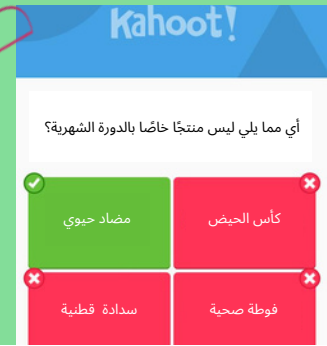 Kahoot!
أي مما يلي ليس منتجًا خاصًا بالدورة الشهرية؟
كأس الحيض
مضاد حيوي
فوطة صحية
سدادة قطنية